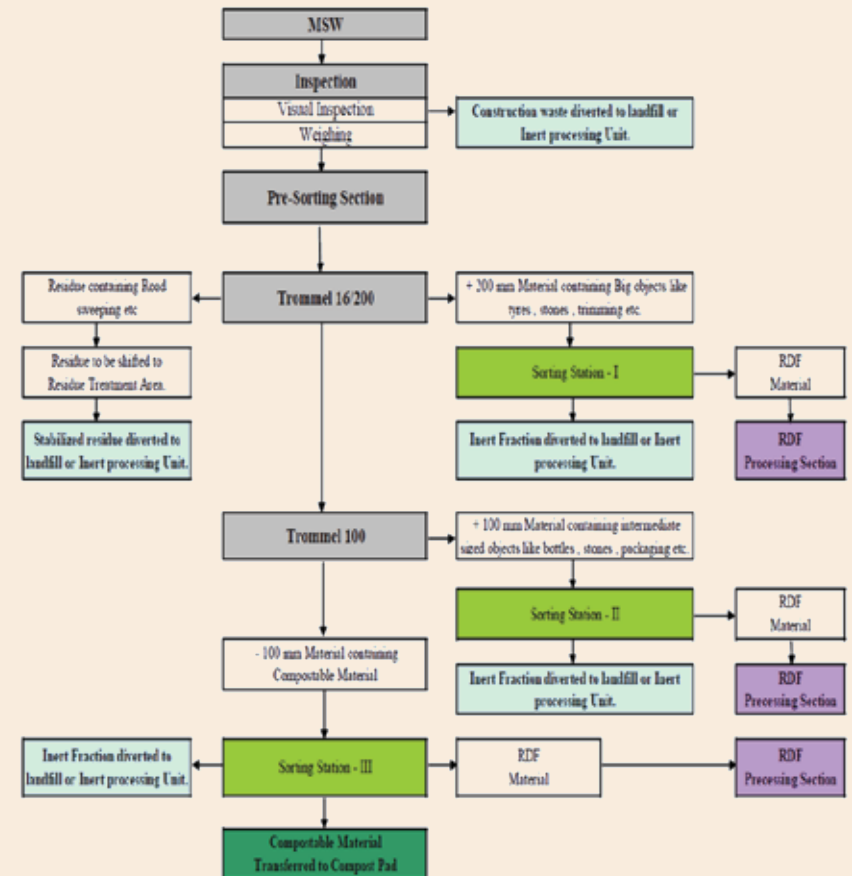 MSW
Inspection
Visual Inspection
Weighing
Construction waste diverted to landfill or
Inert processing Unit.
Pre-Sorting Section
Residue containing Road
sweeping etc
Trommel 16/200
+ 200 mm Material containing Big objects like
tyres , stones , trimming etc.
Residue to be shifted to
Residue Treatment Area.
Sorting Station - I
RDF
Material
Stabilized residue diverted to
landfill or Inert processing Unit.
Inert Fraction diverted to landfill or Inert
processing Unit.
RDF
Processing Section
Trommel 100
+ 100 mm Material containing intermediate
sized objects like bottles , stones , packaging etc.
Sorting Station - II
RDF
Material
- 100 mm Material containing
Compostable Material
Inert Fraction diverted to landfill or Inert
processing Unit.
RDF
Precessing Section
Inert Fraction diverted to
landfill or Inert processing Unit.
Sorting Station - III
RDF
Material
RDF
Precessing Section
Compostable Material
Transferred to Compost Pad